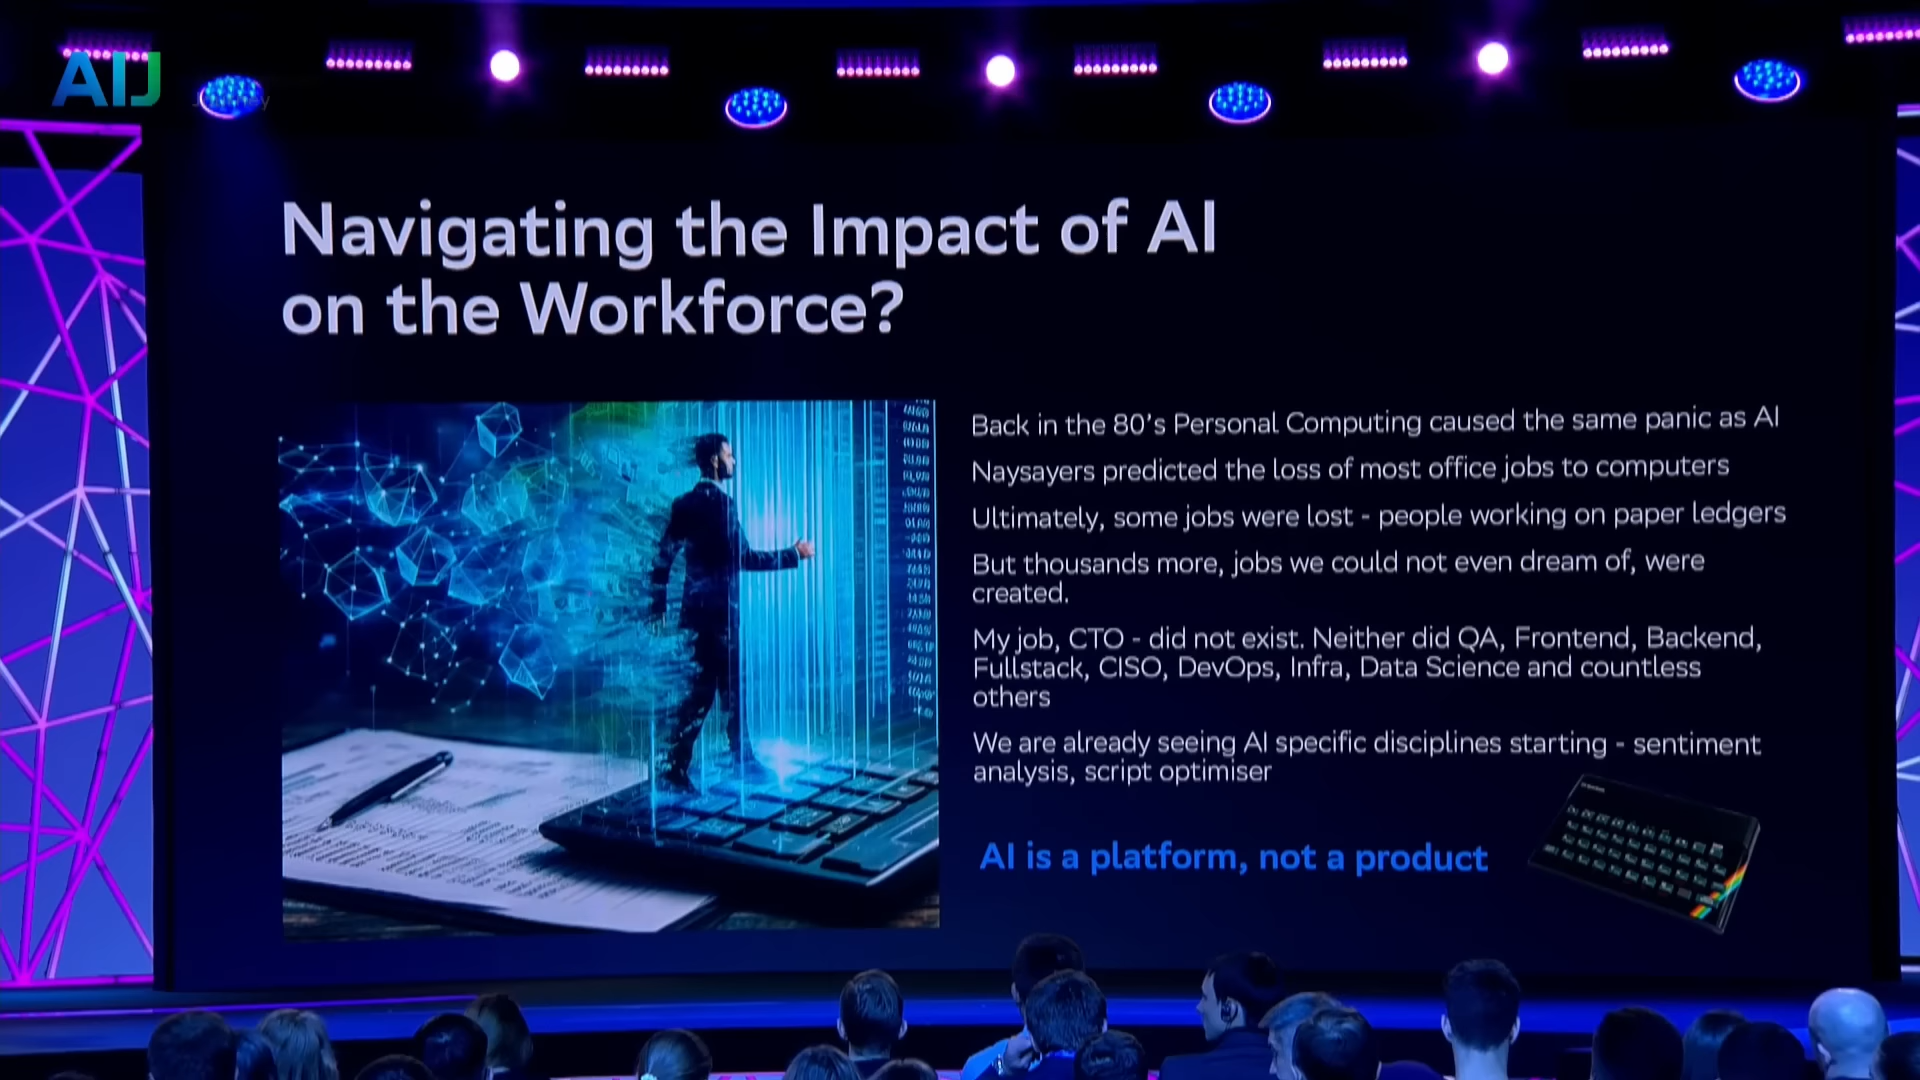 AIJ
Navigating the Impact of AI
on the Workforce?
Back in the 80's Personal Computing caused the same panic as AI
Naysayers predicted the loss of most office jobs to computers
Ultimately, some jobs were lost - people working on paper ledgers
But thousands more, jobs we could not even dream of, were
created.
My job, CTO - did not exist. Neither did QA, Frontend, Backend,
Fullstack, CISO, DevOps, Infra, Data Science and countless
others
We are already seeing AI specific disciplines starting - sentiment
analysis, script optimiser
AI is a platform, not a product